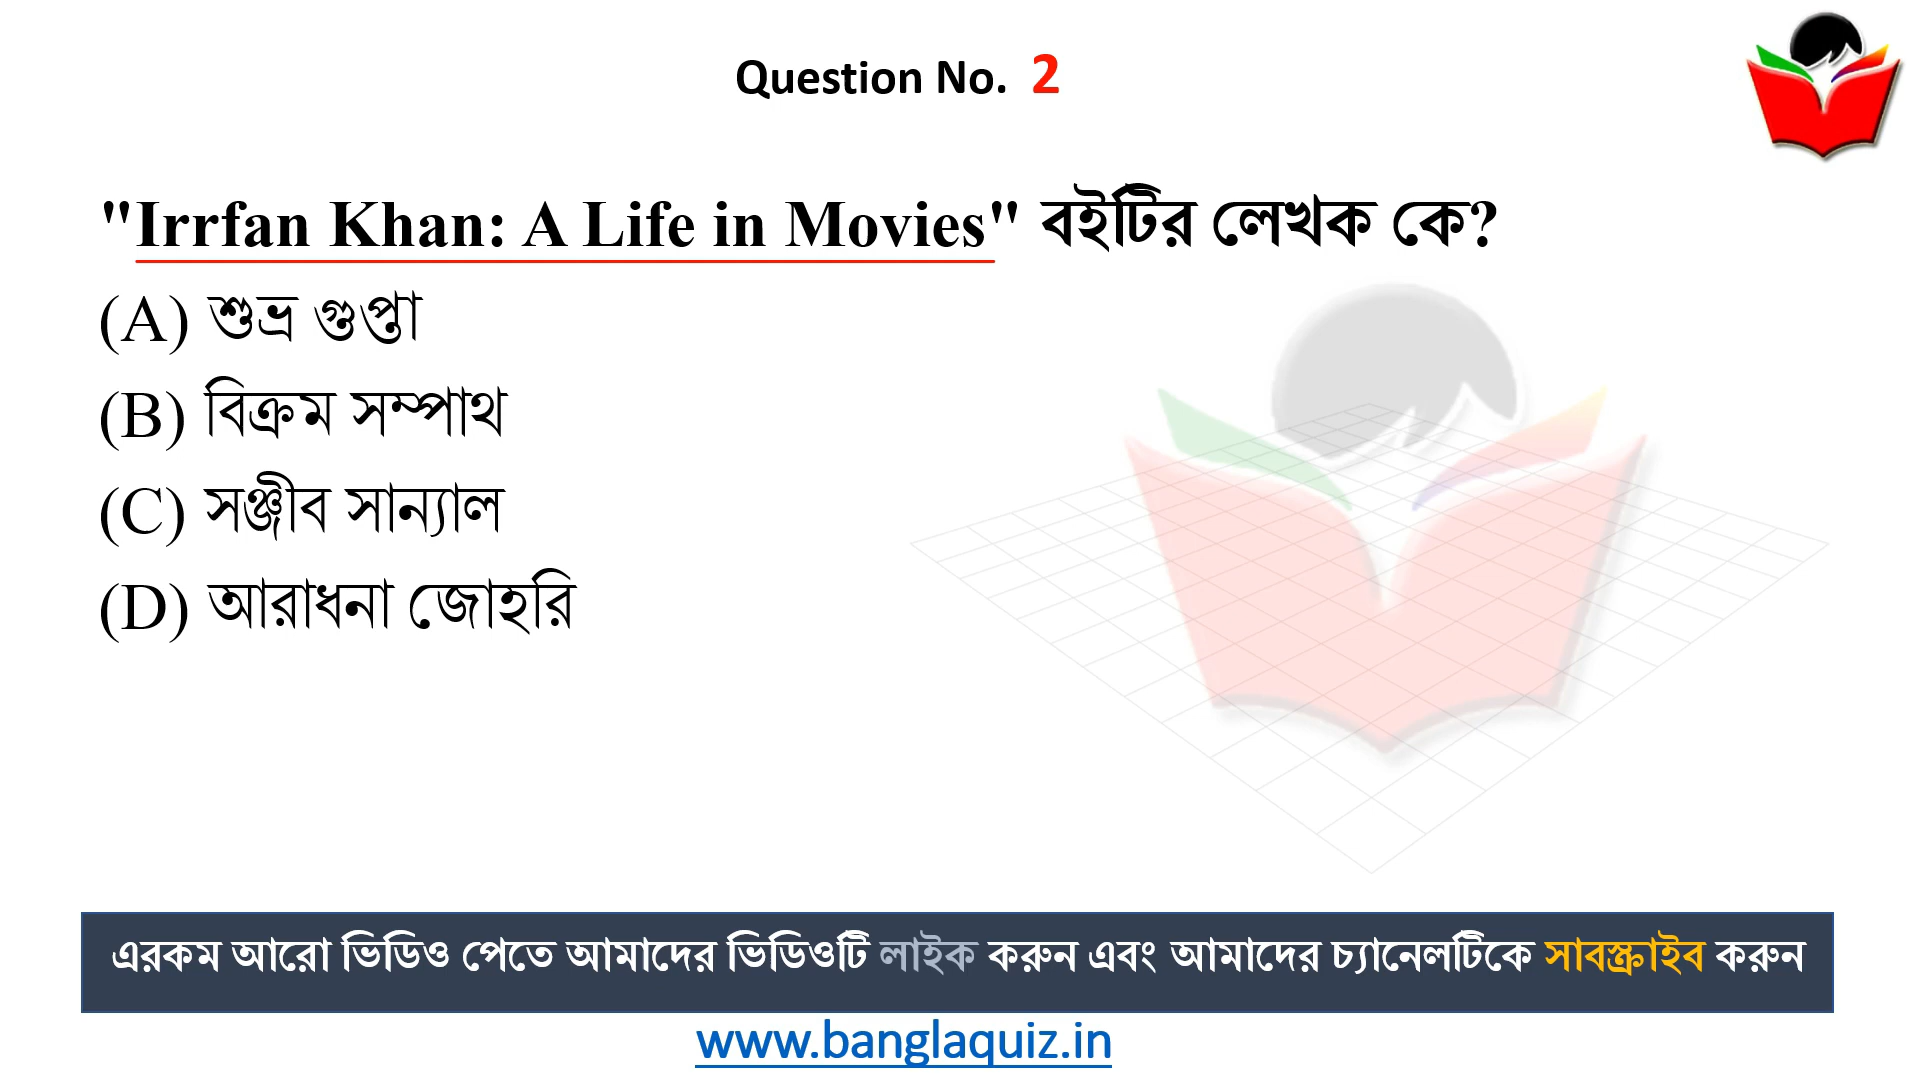 Question No. 2
"Irrfan Khan: A Life in Movies" বইটির লেখক কে?
(A) শুভ্র গুপ্তা
(B) বিক্রম সম্পাথ
(C) সঞ্জীব সান্যাল
(D) আরাধনা জোহরি
এরকম আরো ভিডিও পেতে আমাদের ভিডিওটি লাইক করুন এবং আমাদের চ্যানেলটিকে সাবস্ক্রাইব করুন
www.banglaquiz.in